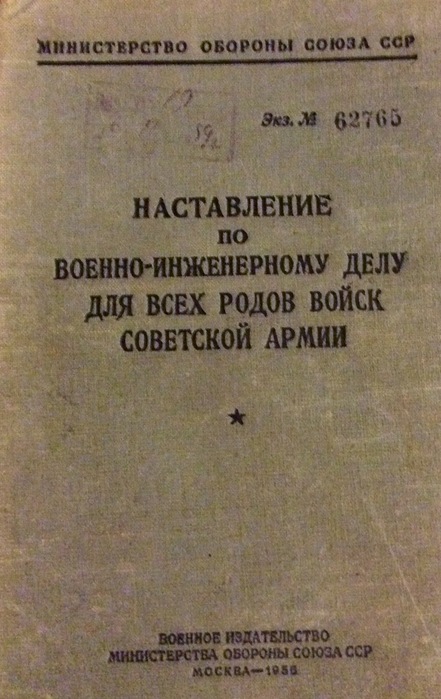 МИНИСТЕРСТВО ОБОРОНЫ СОЮЗА ССР
Экз. № 62765
НАСТАВЛЕНИЕ
ПО
ВОЕННО-ИНЖЕНЕРНОМУ ДЕЛУ
ДЛЯ ВСЕХ РОДОВ ВОЙСК
СОВЕТСКОЙ АРМИИ
ВОЕННОЕ ИЗДАТЕЛЬСТВО
МИНИСТЕРСТВА ОБОРОНЫ СОЮЗА ССР
МОСКВА—1956